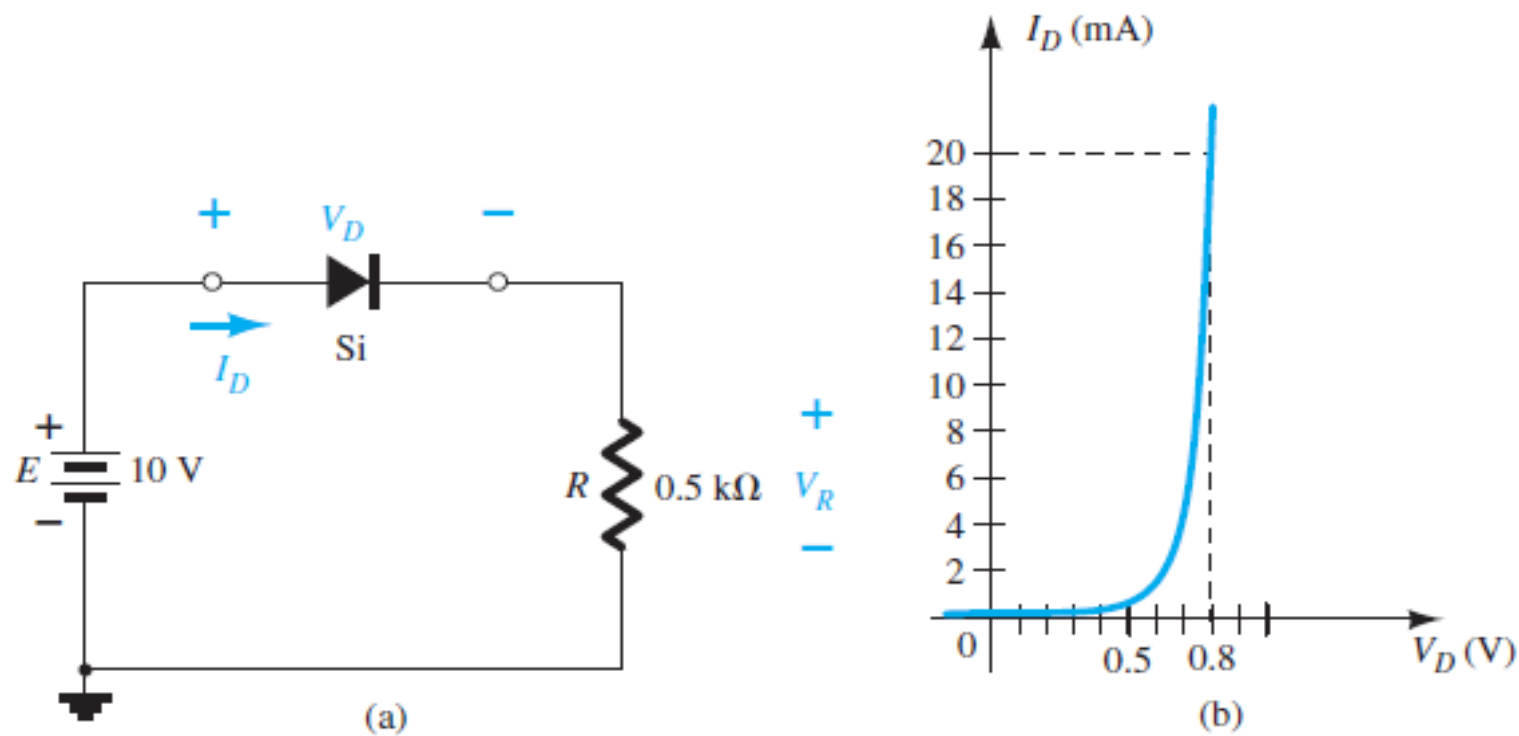 + V_D −
I_D
Si
+
E 10 V
−
R 0.5 kΩ
+
V_R
−
(a)
I_D (mA)
20
18
16
14
12
10
8
6
4
2
0
0.5 0.8
V_D (V)
(b)